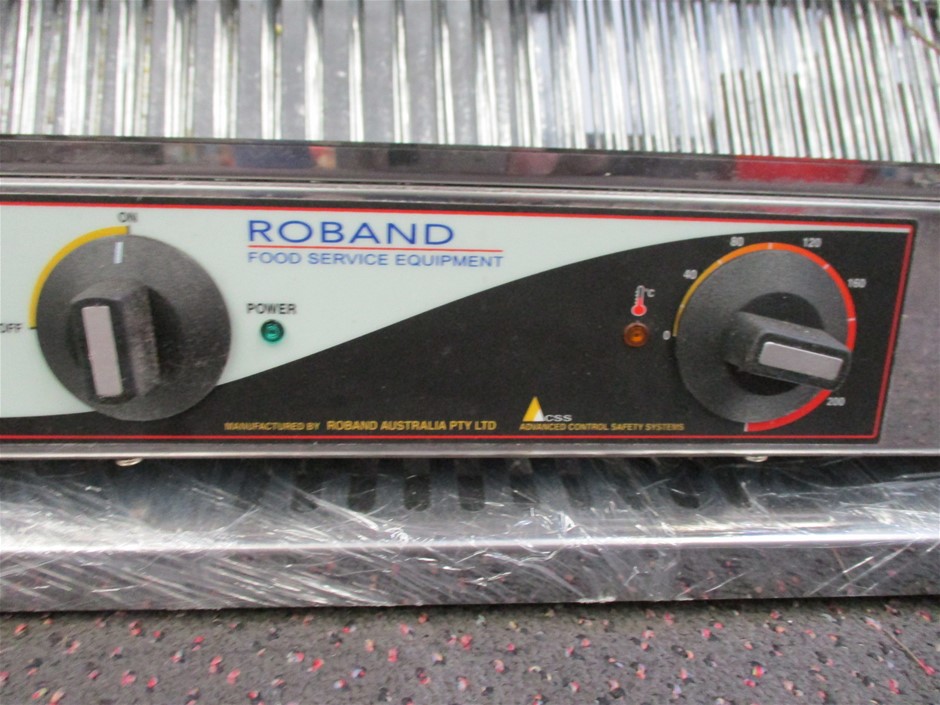 ON
OFF
ROBAND
FOOD SERVICE EQUIPMENT
POWER
°C
0
40
80
120
160
200
MANUFACTURED BY ROBAND AUSTRALIA PTY LTD
ACSS
ADVANCED CONTROL SAFETY SYSTEMS